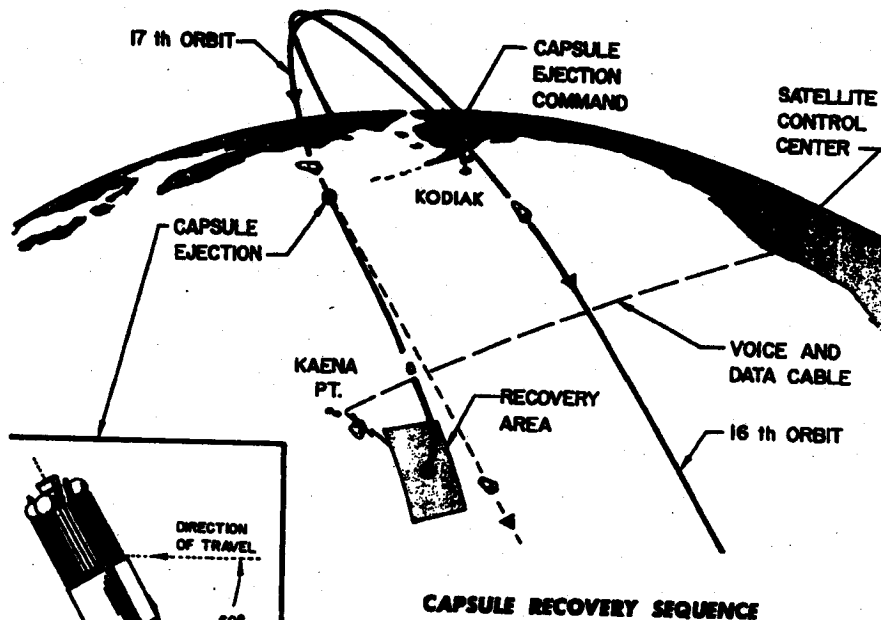 17 th ORBIT
CAPSULE
EJECTION
COMMAND
SATELLITE
CONTROL
CENTER
KODIAK
CAPSULE
EJECTION
VOICE AND
DATA CABLE
KAENA
PT.
RECOVERY
AREA
16 th ORBIT
DIRECTION
OF TRAVEL
CAPSULE RECOVERY SEQUENCE